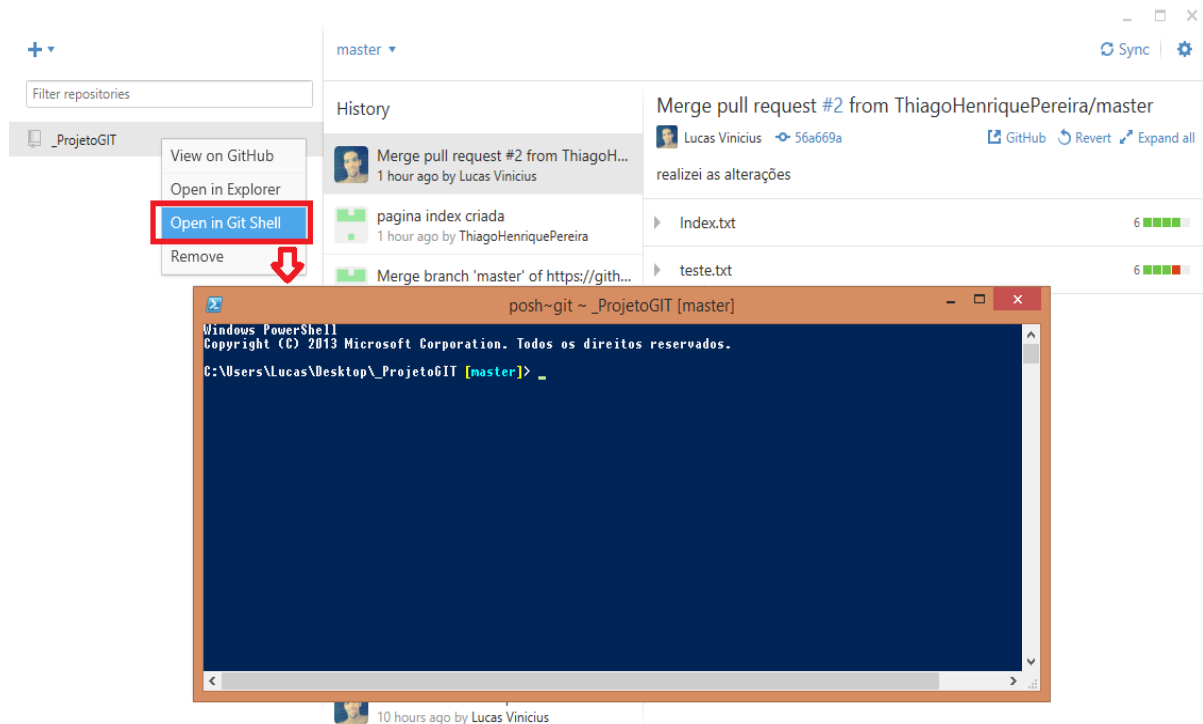 master
Sync
Filter repositories
_ProjetoGIT
View on GitHub
Open in Explorer
Open in Git Shell
Remove
History
Merge pull request #2 from ThiagoH...
1 hour ago by Lucas Vinicius
pagina index criada
1 hour ago by ThiagoHenriquePereira
Merge branch 'master' of https://gith...
Merge pull request #2 from ThiagoHenriquePereira/master
Lucas Vinicius 56a669a
GitHub Revert Expand all
realizei as alterações
Index.txt 6
teste.txt 6
posh~git ~ _ProjetoGIT [master]
Windows PowerShell
Copyright (C) 2013 Microsoft Corporation. Todos os direitos reservados.
C:\Users\Lucas\Desktop\_ProjetoGIT [master]> _
10 hours ago by Lucas Vinicius